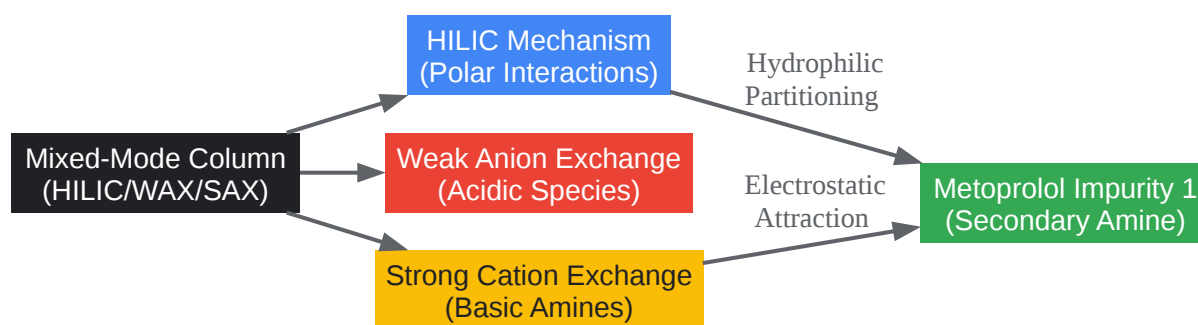 HILIC Mechanism
(Polar Interactions)
Hydrophilic
Partitioning
Mixed-Mode Column
(HILIC/WAX/SAX)
Weak Anion Exchange
(Acidic Species)
Electrostatic
Attraction
Metoprolol Impurity 1
(Secondary Amine)
Strong Cation Exchange
(Basic Amines)